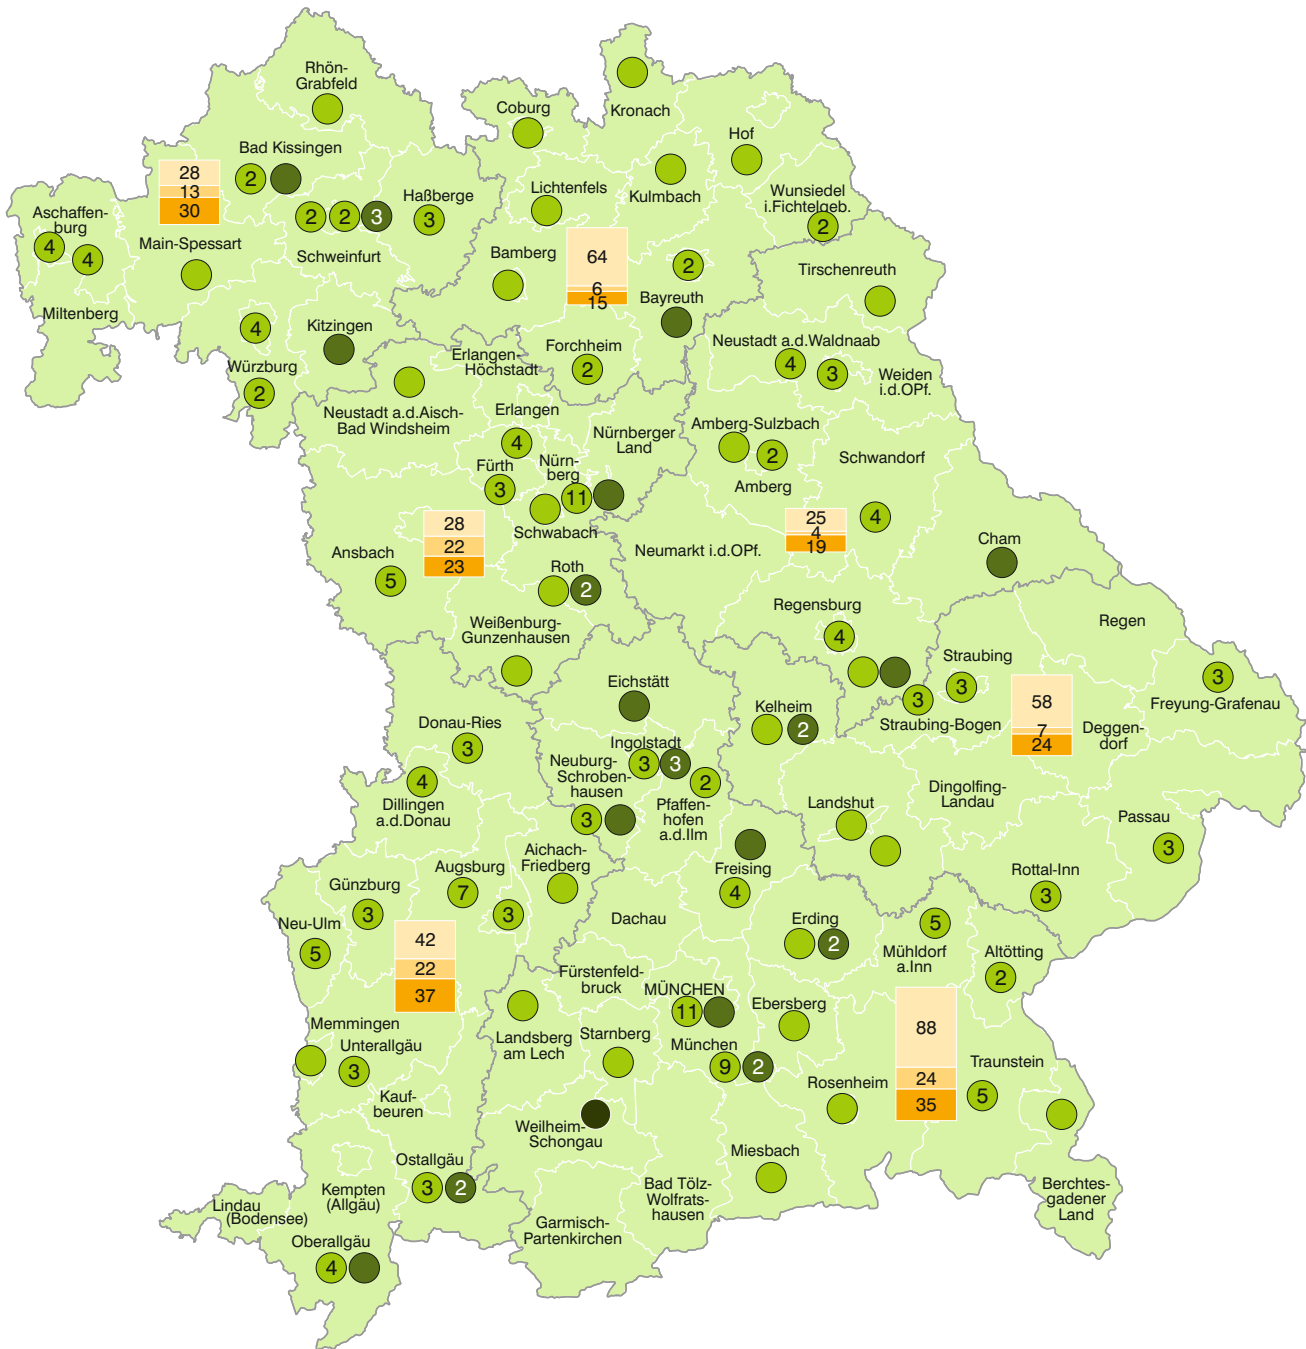 Rhön-
Grabfeld
Coburg
Kronach
Hof
Bad Kissingen
2
28
13
30
Lichtenfels
Kulmbach
Wunsiedel
i.Fichtelgeb.
2
Haßberge
3
2
2
3
Schweinfurt
Aschaffen-
burg
4
4
Main-Spessart
Bamberg
64
6
15
2
Bayreuth
Tirschenreuth
Miltenberg
4
Kitzingen
Würzburg
2
Erlangen-
Höchstadt
Forchheim
2
Neustadt a.d.Waldnaab
4
3
Weiden
i.d.OPf.
Neustadt a.d.Aisch-
Bad Windsheim
Erlangen
4
Nürnberger
Land
Amberg-Sulzbach
2
Amberg
Schwandorf
4
Fürth
3
Nürn-
berg
11
Schwabach
28
22
23
25
4
19
Neumarkt i.d.OPf.
Cham
Ansbach
5
Roth
2
Weißenburg-
Gunzenhausen
Regensburg
4
Regen
Straubing
3
3
Straubing-Bogen
58
7
24
Deggen-
dorf
3
Freyung-Grafenau
Eichstätt
Kelheim
2
Donau-Ries
3
Ingolstadt
3
3
Neuburg-
Schroben-
hausen
3
2
Pfaffen-
hofen
a.d.Ilm
4
Dillingen
a.d.Donau
Dingolfing-
Landau
Landshut
Passau
3
Aichach-
Friedberg
Augsburg
7
3
Günzburg
3
Freising
4
Rottal-Inn
3
Neu-Ulm
5
42
22
37
Dachau
Erding
2
5
Mühldorf
a.Inn
Altötting
2
Fürstenfeld-
bruck
MÜNCHEN
11
Ebersberg
88
24
35
Landsberg
am Lech
Starnberg
München
9
2
Memmingen
Unterallgäu
3
Kauf-
beuren
Rosenheim
Traunstein
5
Weilheim-
Schongau
Miesbach
Ostallgäu
3
2
Kempten
(Allgäu)
Lindau
(Bodensee)
Bad Tölz-
Wolfrats-
hausen
Berchtes-
gadener
Land
Garmisch-
Partenkirchen
Oberallgäu
4